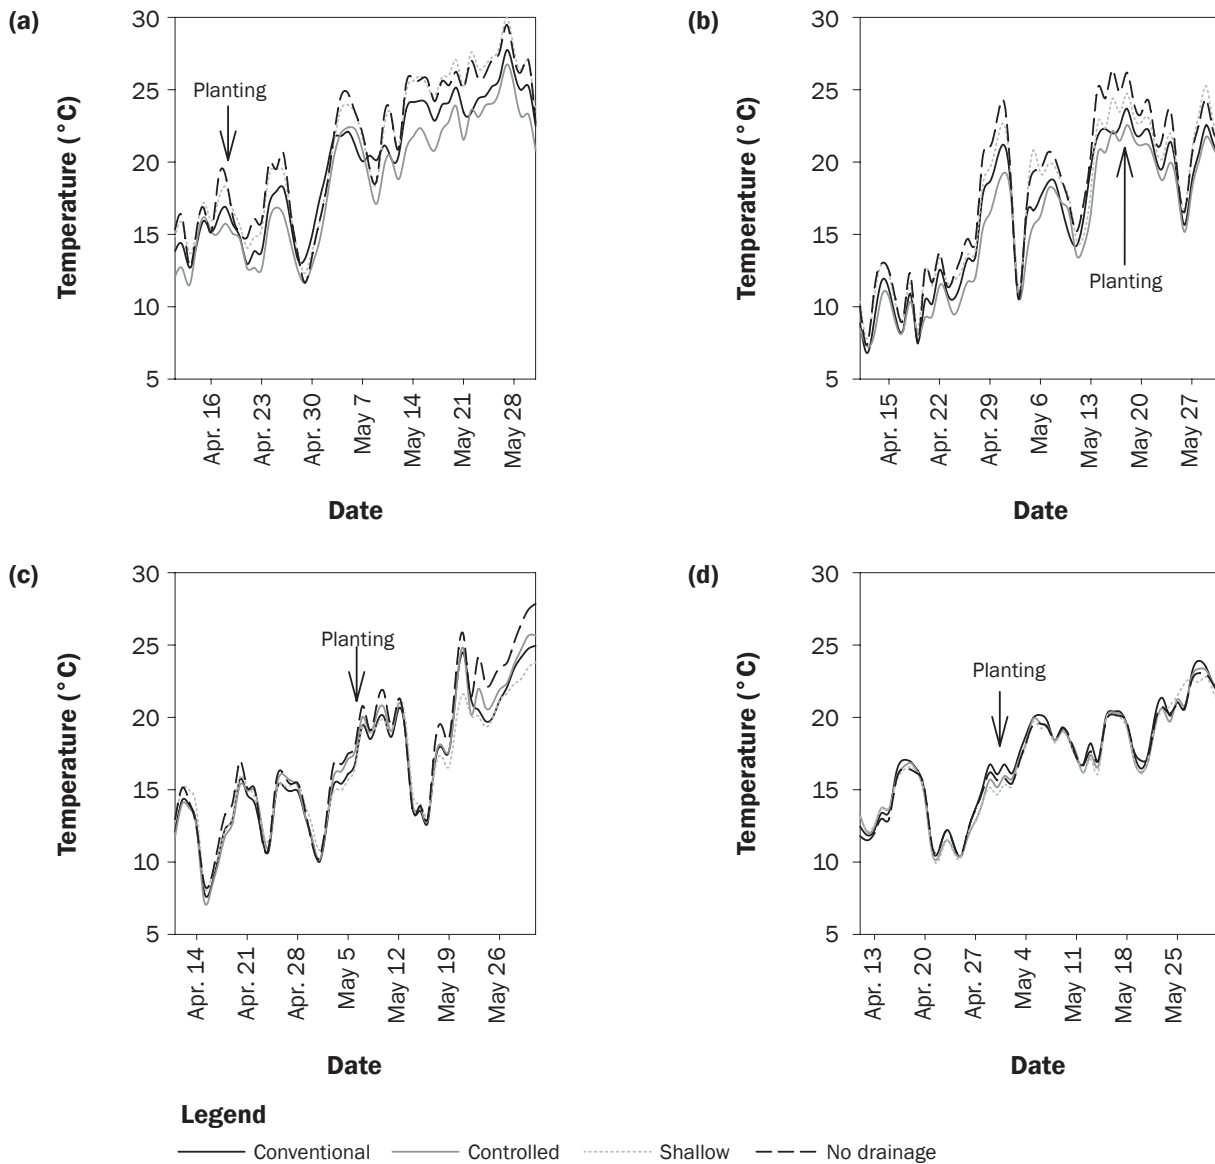 (a)
Temperature (°C)
30
25
20
15
10
5
Planting
Apr. 16
Apr. 23
Apr. 30
May 7
May 14
May 21
May 28
Date
(b)
Temperature (°C)
30
25
20
15
10
5
Planting
Apr. 15
Apr. 22
Apr. 29
May 6
May 13
May 20
May 27
Date
(c)
Temperature (°C)
30
25
20
15
10
5
Planting
Apr. 14
Apr. 21
Apr. 28
May 5
May 12
May 19
May 26
Date
(d)
Temperature (°C)
30
25
20
15
10
5
Planting
Apr. 13
Apr. 20
Apr. 27
May 4
May 11
May 18
May 25
Date
Legend
Conventional Controlled Shallow No drainage